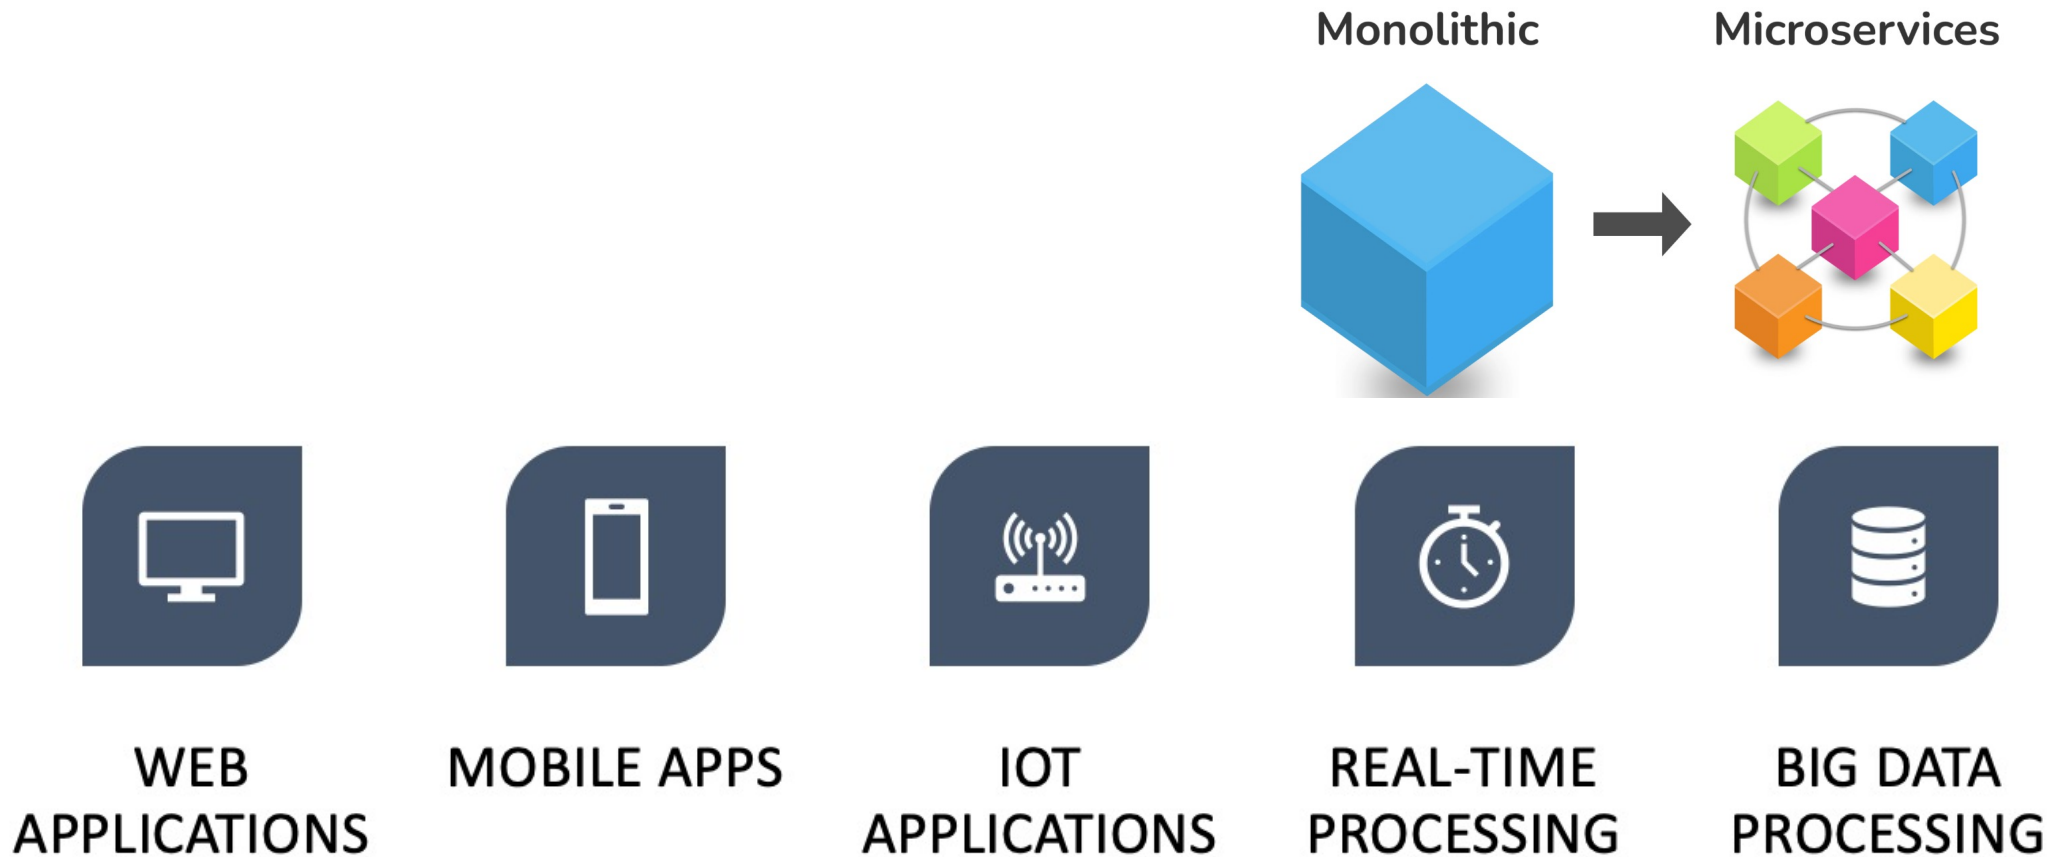 Monolithic
Microservices
WEB
APPLICATIONS
MOBILE APPS
IOT
APPLICATIONS
REAL-TIME
PROCESSING
BIG DATA
PROCESSING